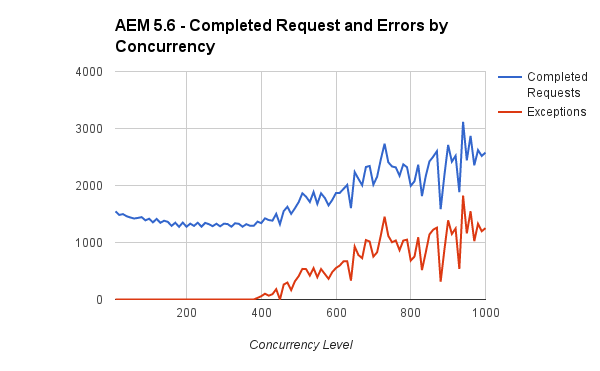 AEM 5.6 - Completed Request and Errors by
Concurrency
4000
3000
2000
1000
0
200
400
600
800
1000
Concurrency Level
Completed
Requests
Exceptions